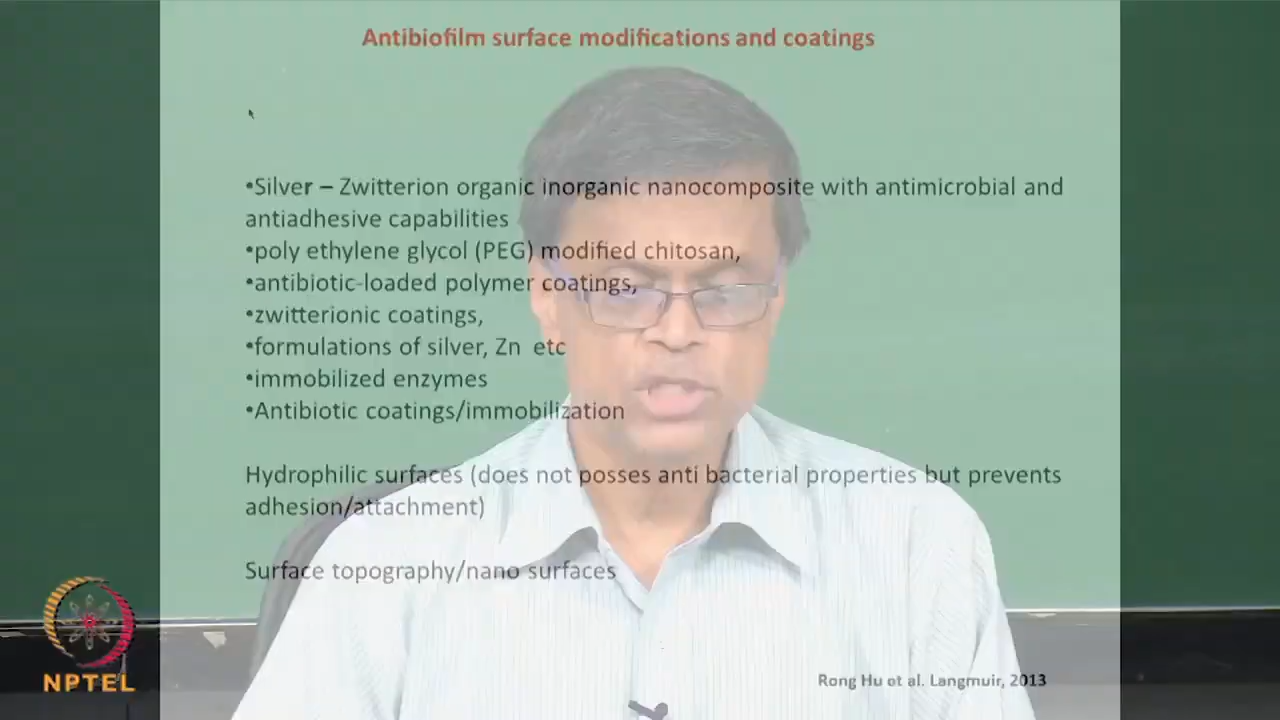 Antibiofilm surface modifications and coatings
•Silver – Zwitterion organic inorganic nanocomposite with antimicrobial and
antiadhesive capabilities
•poly ethylene glycol (PEG) modified chitosan,
•antibiotic-loaded polymer coatings,
•zwitterionic coatings,
•formulations of silver, Zn etc
•immobilized enzymes
•Antibiotic coatings/immobilization
Hydrophilic surfaces (does not posses anti bacterial properties but prevents
adhesion/attachment)
Surface topography/nano surfaces
Rong Hu et al. Langmuir, 2013
NPTEL